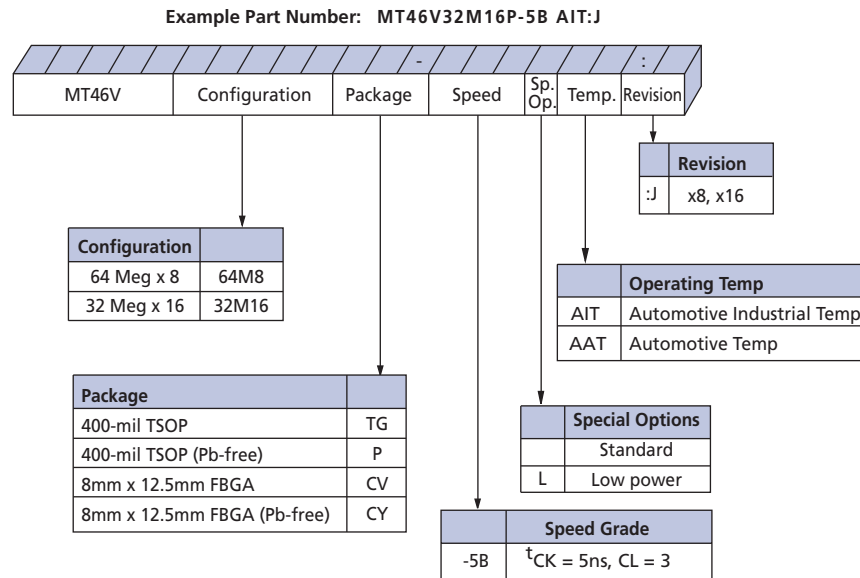 Example Part Number: MT46V32M16P-5B AIT:J
- :
MT46V Configuration Package Speed Sp. Op. Temp. Revision
Revision
:J x8, x16
Configuration
64 Meg x 8 64M8
32 Meg x 16 32M16
Operating Temp
AIT Automotive Industrial Temp
AAT Automotive Temp
Package
400-mil TSOP TG
400-mil TSOP (Pb-free) P
8mm x 12.5mm FBGA CV
8mm x 12.5mm FBGA (Pb-free) CY
Special Options
Standard
L Low power
Speed Grade
-5B tCK = 5ns, CL = 3